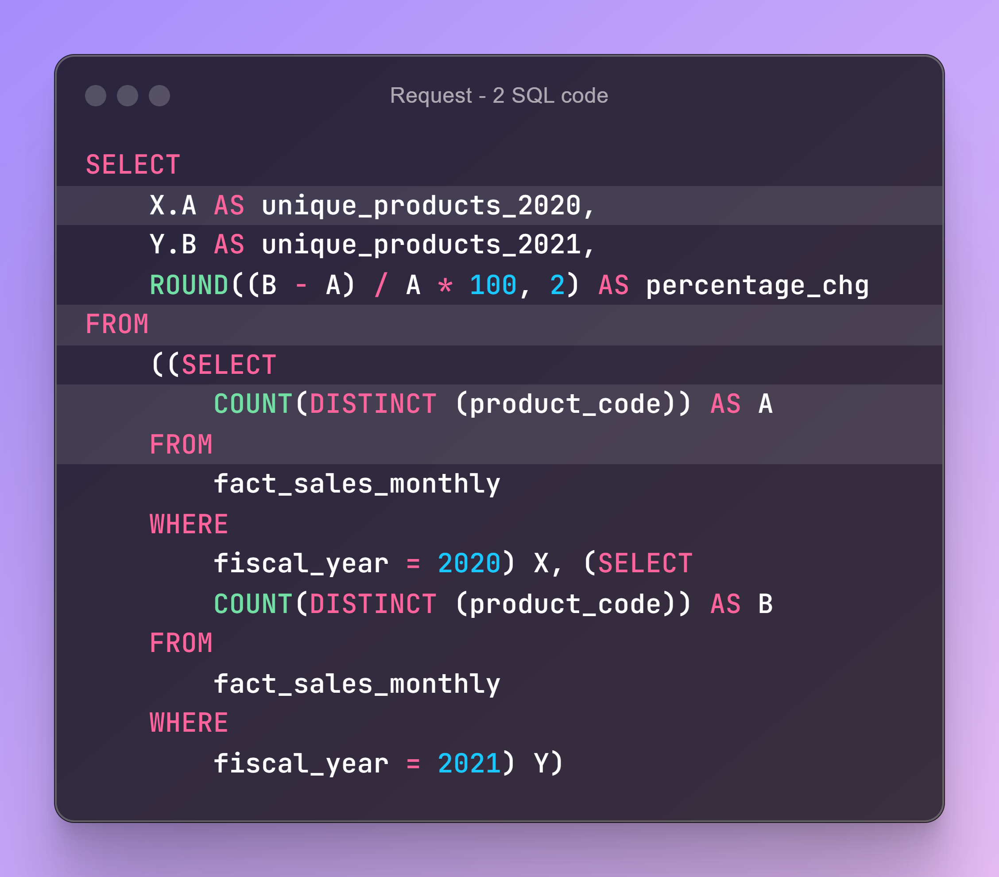 Request - 2 SQL code
SELECT
    X.A AS unique_products_2020,
    Y.B AS unique_products_2021,
    ROUND((B - A) / A * 100, 2) AS percentage_chg
FROM
    ((SELECT
        COUNT(DISTINCT (product_code)) AS A
    FROM
        fact_sales_monthly
    WHERE
        fiscal_year = 2020) X, (SELECT
        COUNT(DISTINCT (product_code)) AS B
    FROM
        fact_sales_monthly
    WHERE
        fiscal_year = 2021) Y)